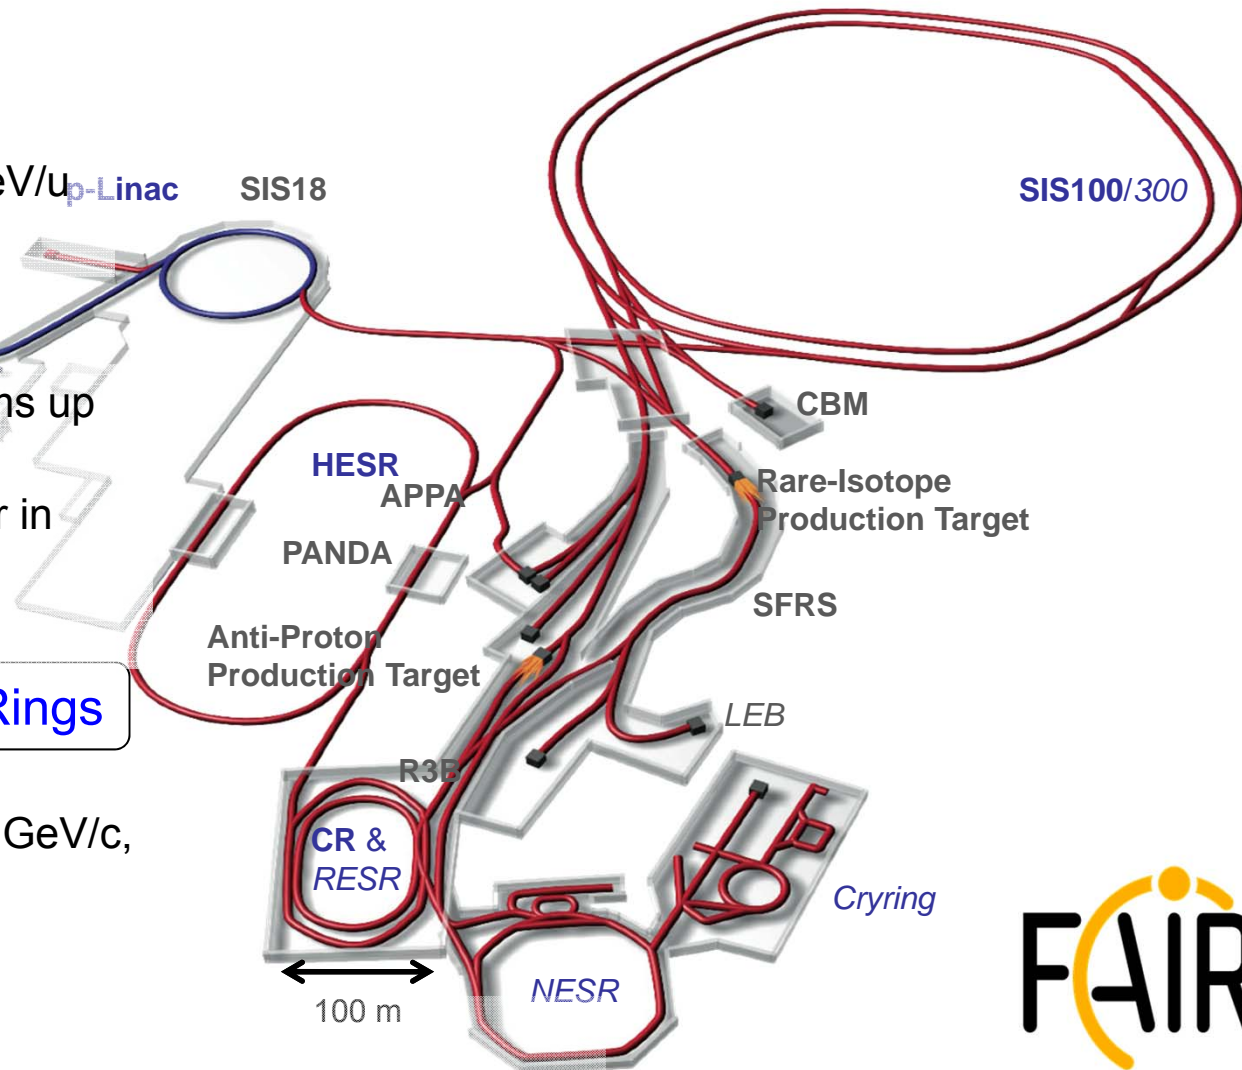 eV/u
p-Linac
SIS18
SIS100/300
ns up
CBM
HESR
APPA
Rare-Isotope
Production Target
r in
PANDA
SFRS
Anti-Proton
Production Target
Rings
LEB
R3B
GeV/c,
CR &
RESR
Cryring
NESR
100 m
FAIR